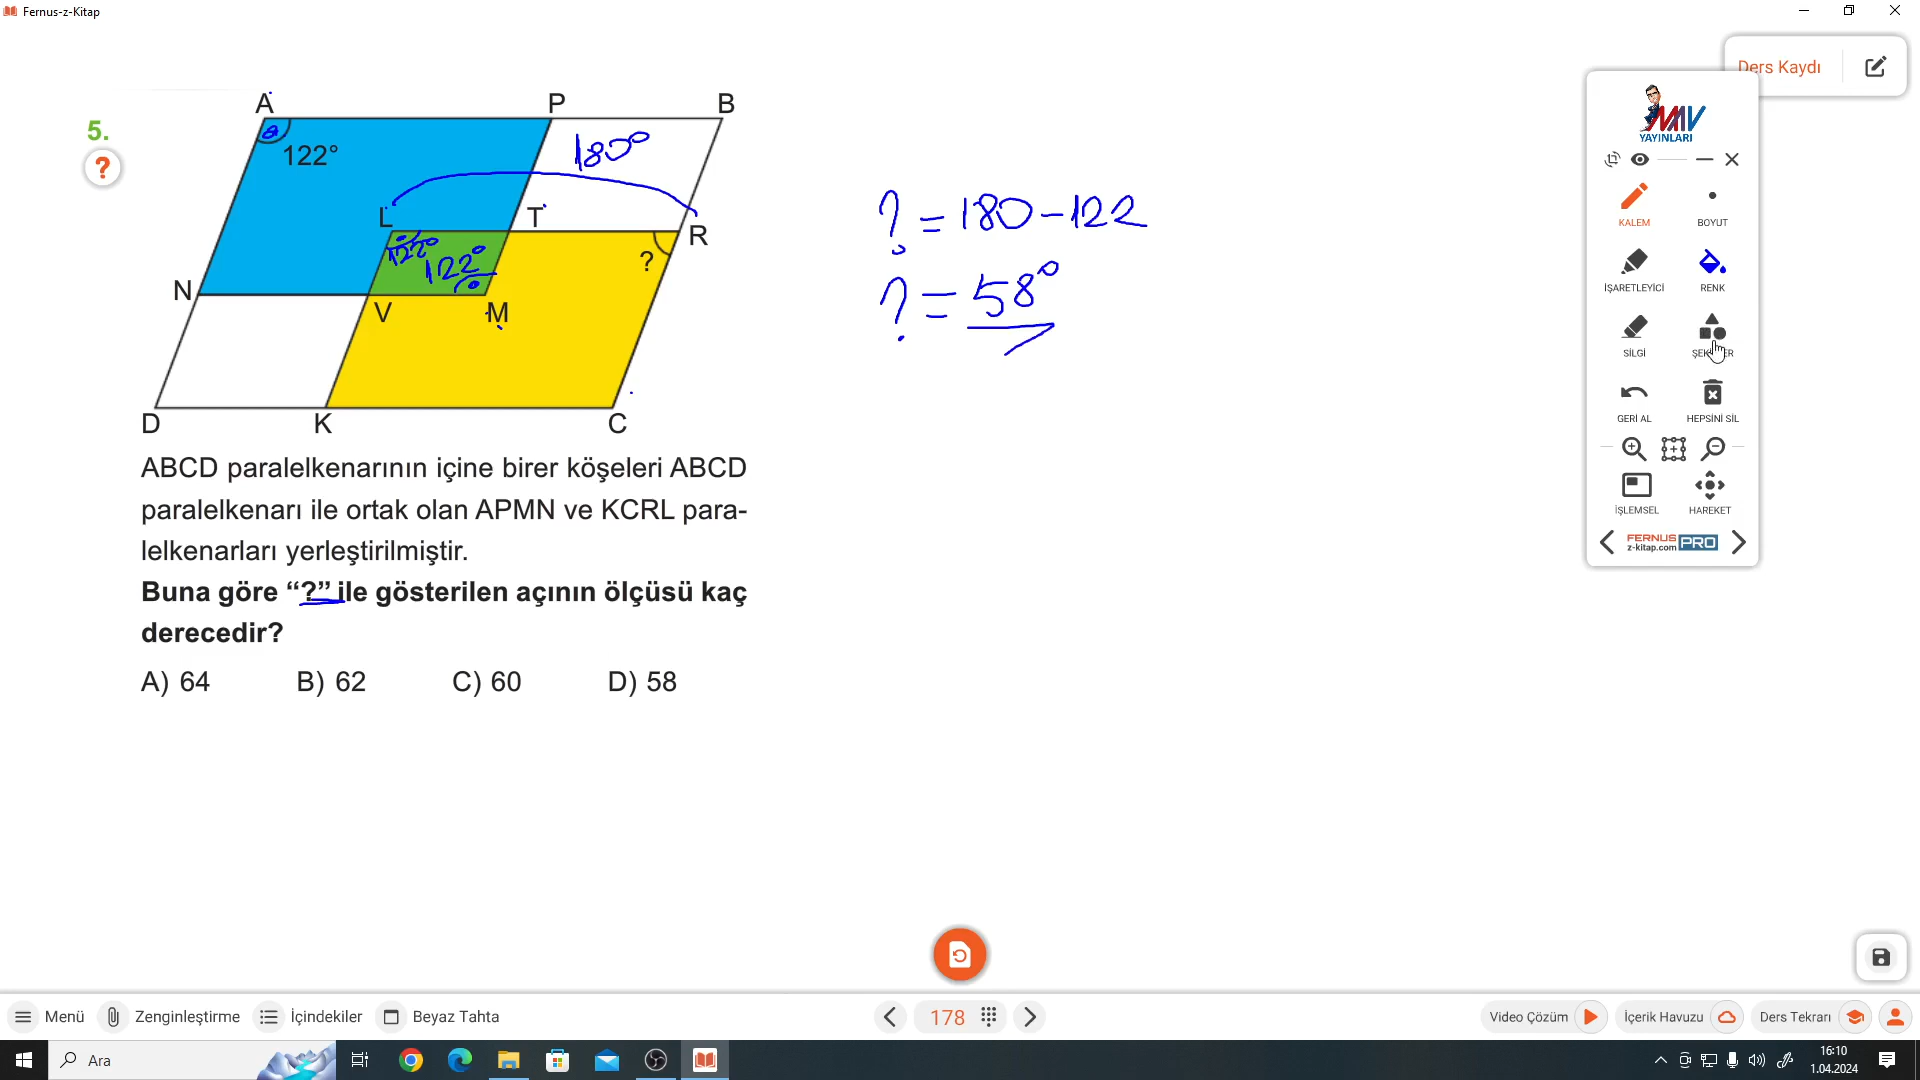 Fernus-z-Kitap
Ders Kaydı
5.
?
A
P
B
122°
180°
L
T
R
122°
122°
?
N
V
M
D
K
C
? = 180 - 122
? = 58°
ABCD paralelkenarının içine birer köşeleri ABCD
paralelkenarı ile ortak olan APMN ve KCRL para-
lelkenarları yerleştirilmiştir.
Buna göre “?” ile gösterilen açının ölçüsü kaç
derecedir?
A) 64 B) 62 C) 60 D) 58
YAYINLARI
KALEM
BOYUT
İŞARETLEYİCİ
RENK
SİLGİ
GERİ AL
HEPSİNİ SİL
İŞLEMSEL
HAREKET
FERNUS
z-kitap.com PRO
Menü
Zenginleştirme
İçindekiler
Beyaz Tahta
178
Video Çözüm
İçerik Havuzu
Ders Tekrarı
Ara
16:10
1.04.2024